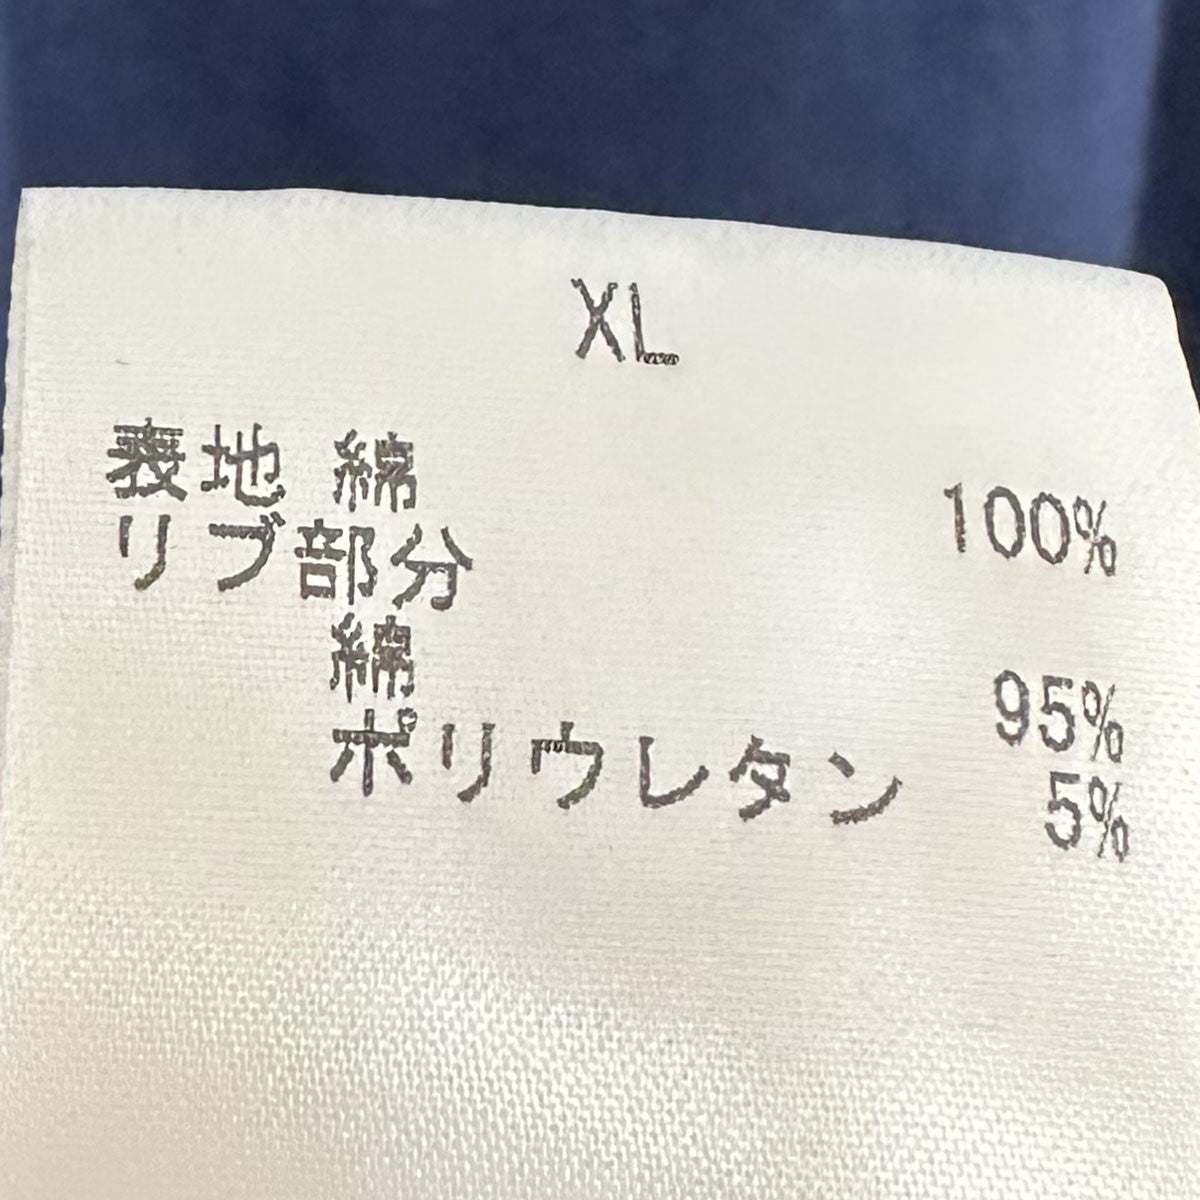 XL
表地 綿 100%
リブ部分
綿 95%
ポリウレタン 5%